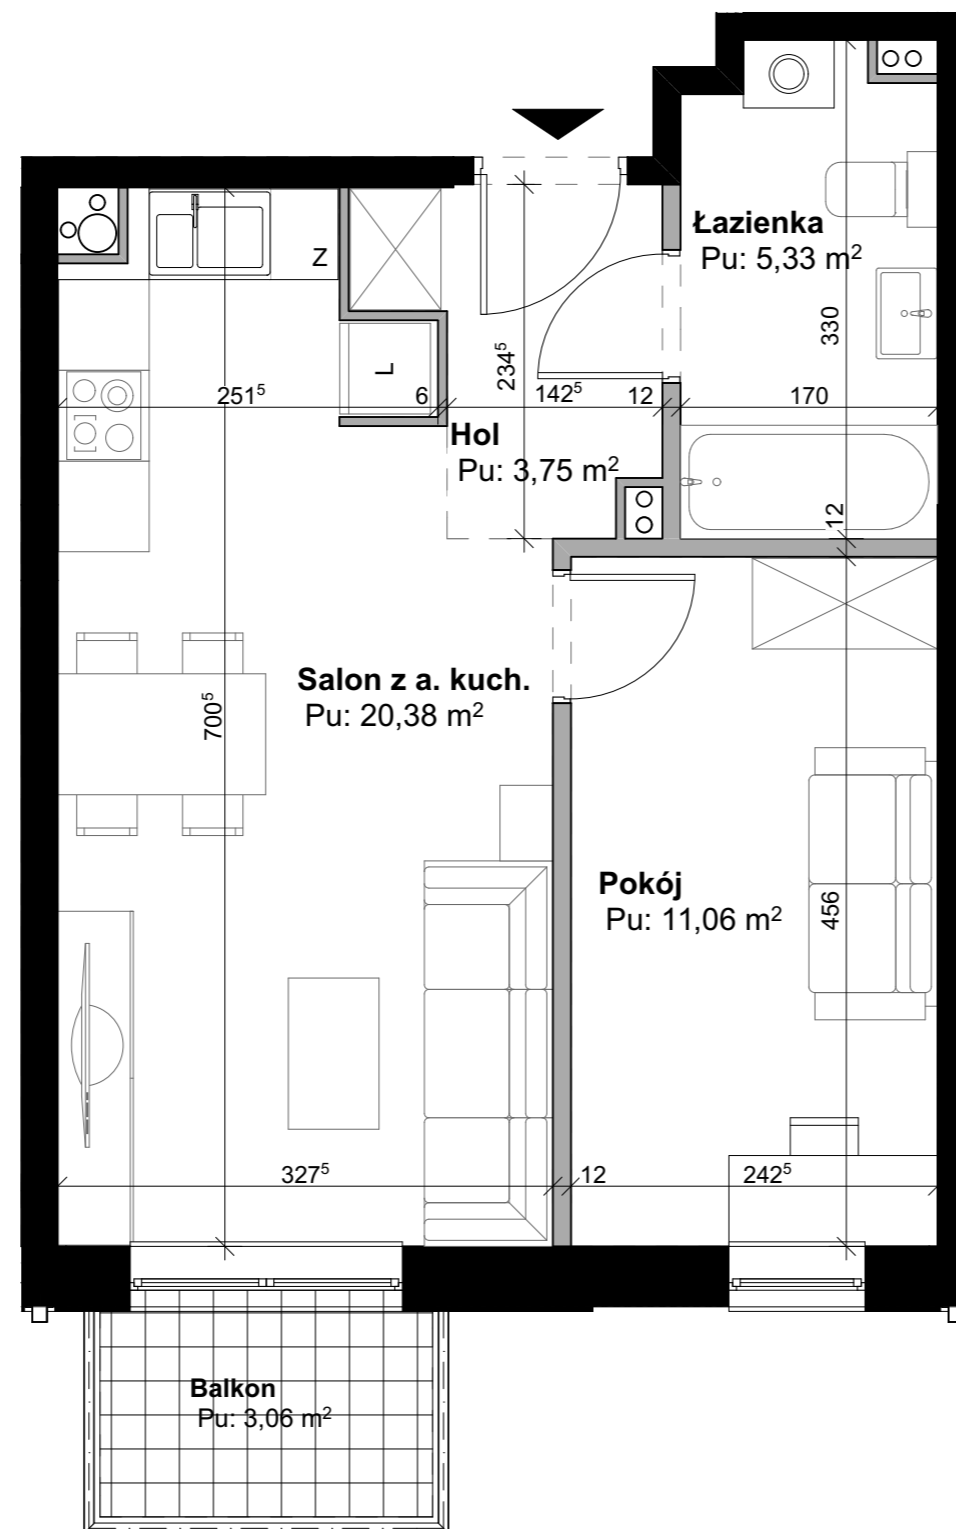 Łazienka
Pu: 5,33 m²
330
Z
234⁵
L
251⁵
6
142⁵
12
170
Hol
Pu: 3,75 m²
12
Salon z a. kuch.
Pu: 20,38 m²
700⁵
Pokój
Pu: 11,06 m²
456
327⁵
12
242⁵
Balkon
Pu: 3,06 m²